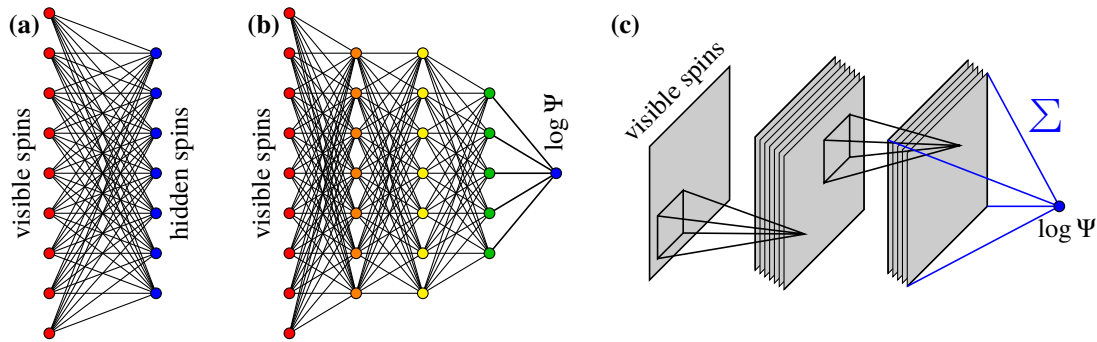 (a)
visible spins
hidden spins
(b)
visible spins
log Ψ
(c)
visible spins
∑
log Ψ